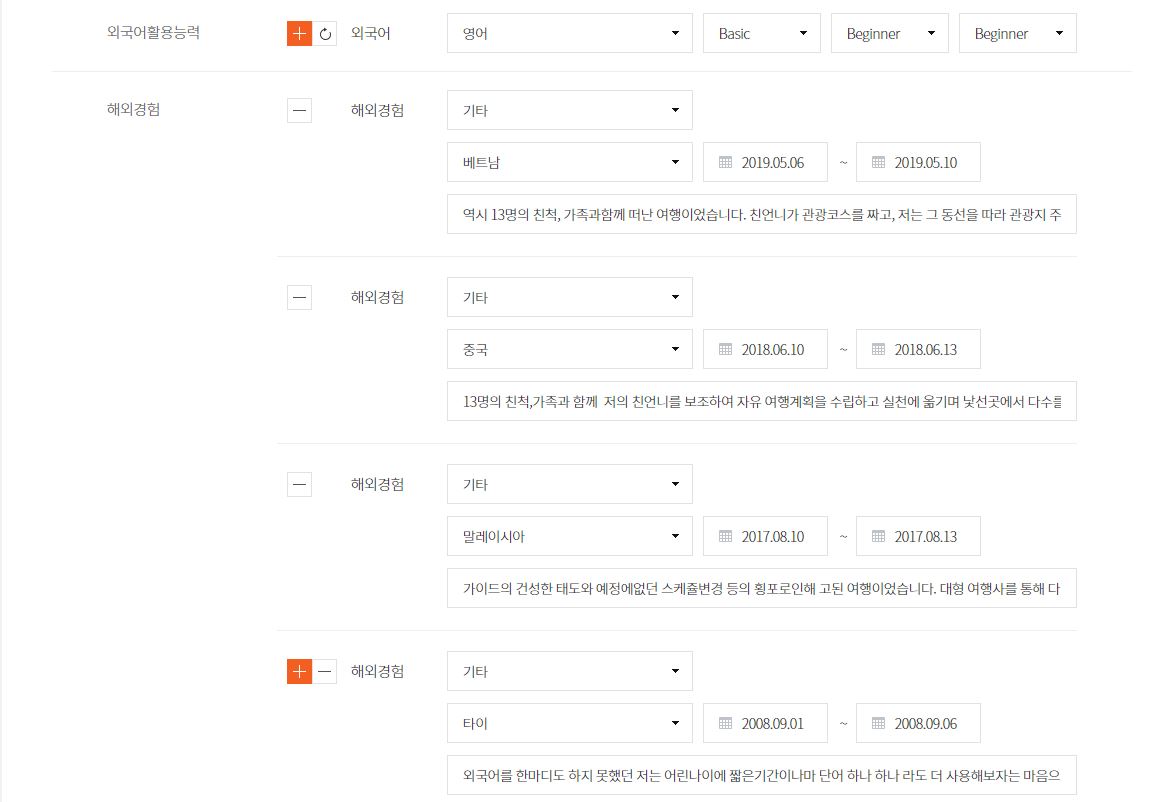 외국어활용능력 외국어 영어 Basic Beginner Beginner
해외경험 해외경험 기타
베트남 2019.05.06 ~ 2019.05.10
역시 13명의 친척, 가족과함께 떠난 여행이었습니다. 친언니가 관광코스를 짜고, 저는 그 동선을 따라 관광지 주
해외경험 기타
중국 2018.06.10 ~ 2018.06.13
13명의 친척,가족과 함께 저의 친언니를 보조하여 자유 여행계획을 수립하고 실천에 옮기며 낯선곳에서 다수를
해외경험 기타
말레이시아 2017.08.10 ~ 2017.08.13
가이드의 건성한 태도와 예정에없던 스케쥴변경 등의 횡포로인해 고된 여행이었습니다. 대형 여행사를 통해 다
해외경험 기타
타이 2008.09.01 ~ 2008.09.06
외국어를 한마디도 하지 못했던 저는 어린나이에 짧은기간이나마 단어 하나 하나 라도 더 사용해보자는 마음으